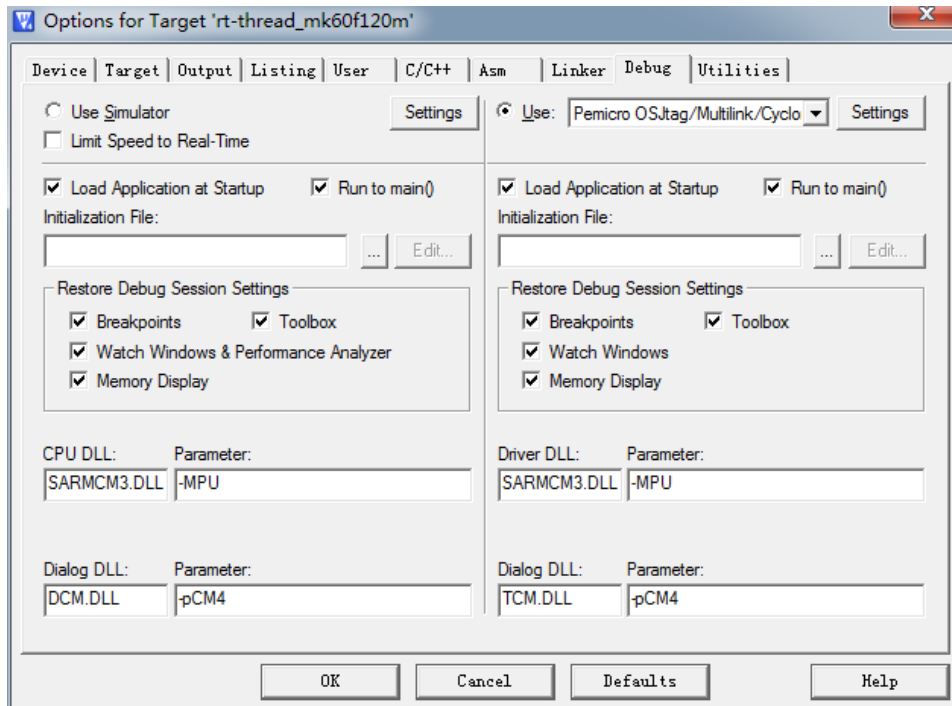 Options for Target 'rt-thread_mk60f120m'
Device Target Output Listing User C/C++ Asm Linker Debug Utilities
Use Simulator Settings
Limit Speed to Real-Time
Use: Pemicro OSJtag/Multilink/Cyclo Settings
Load Application at Startup Run to main()
Initialization File:
... Edit...
Restore Debug Session Settings
Breakpoints Toolbox
Watch Windows & Performance Analyzer
Memory Display
Load Application at Startup Run to main()
Initialization File:
... Edit...
Restore Debug Session Settings
Breakpoints Toolbox
Watch Windows
Memory Display
CPU DLL: Parameter:
SARMCM3.DLL -MPU
Driver DLL: Parameter:
SARMCM3.DLL -MPU
Dialog DLL: Parameter:
DCM.DLL -pCM4
Dialog DLL: Parameter:
TCM.DLL -pCM4
OK Cancel Defaults Help